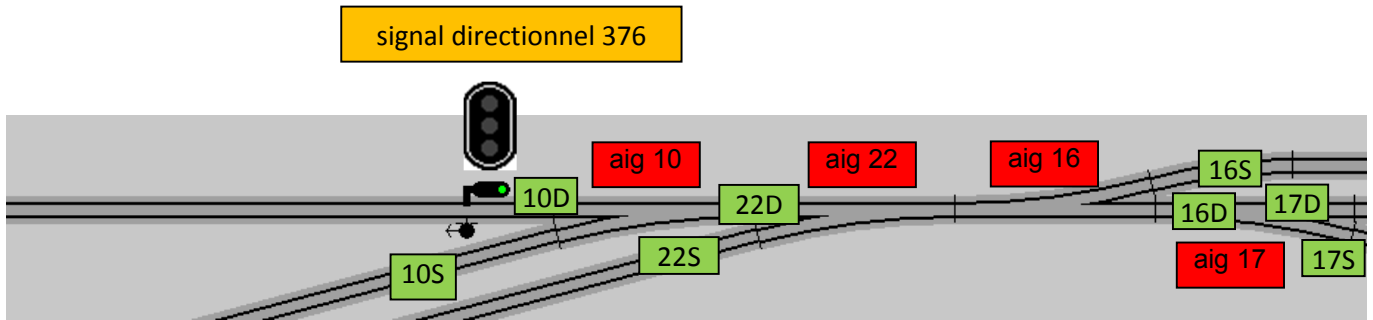 signal directionnel 376
aig 10
aig 22
aig 16
16S
10D
22D
16D
17D
10S
22S
aig 17
17S